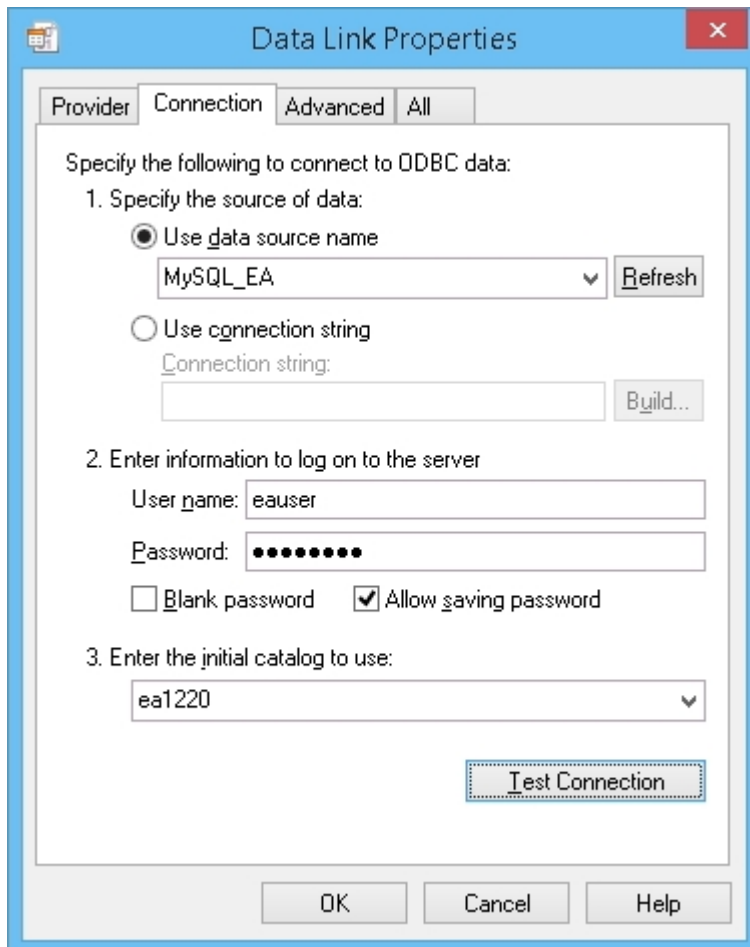 Data Link Properties
Provider Connection Advanced All
Specify the following to connect to ODBC data:
1. Specify the source of data:
Use data source name
MySQL_EA Refresh
Use connection string
Connection string:
Build...
2. Enter information to log on to the server
User name: eauser
Password: ●●●●●●●●
Blank password Allow saving password
3. Enter the initial catalog to use:
ea1220
Test Connection
OK Cancel Help